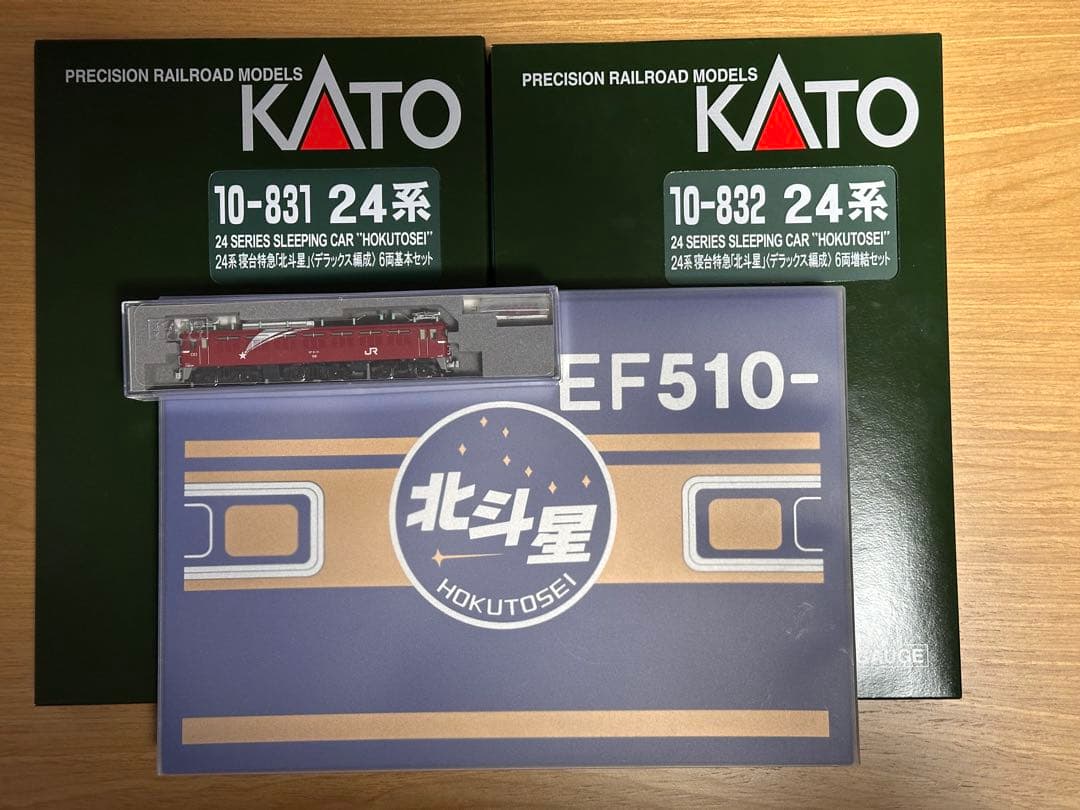 PRECISION RAILROAD MODELS
KATO
10-831 24系
24 SERIES SLEEPING CAR "HOKUTOSEI"
24系 寝台特急「北斗星」〈デラックス編成〉 6両基本セット
PRECISION RAILROAD MODELS
KATO
10-832 24系
24 SERIES SLEEPING CAR "HOKUTOSEI"
24系 寝台特急「北斗星」〈デラックス編成〉 6両増結セット
JR
EF510-
北斗星
HOKUTOSEI
GAUGE